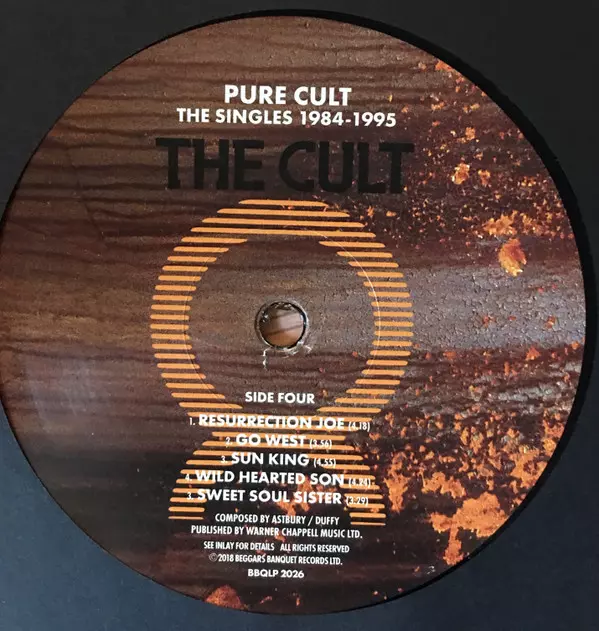 PURE CULT
THE SINGLES 1984-1995
THE CULT
SIDE FOUR
1. RESURRECTION JOE (4.18)
2. GO WEST (3.56)
3. SUN KING (4.55)
4. WILD HEARTED SON
3. SWEET SOUL SISTER (3:29)
COMPOSED BY ASTBURY / DUFFY
PUBLISHED BY WARNER CHAPPELL MUSIC LTD.
SEE INLAY FOR DETAILS ALL RIGHTS RESERVED
©2018 BEGGARS BANQUET RECORDS LTD.
BBQLP 2026